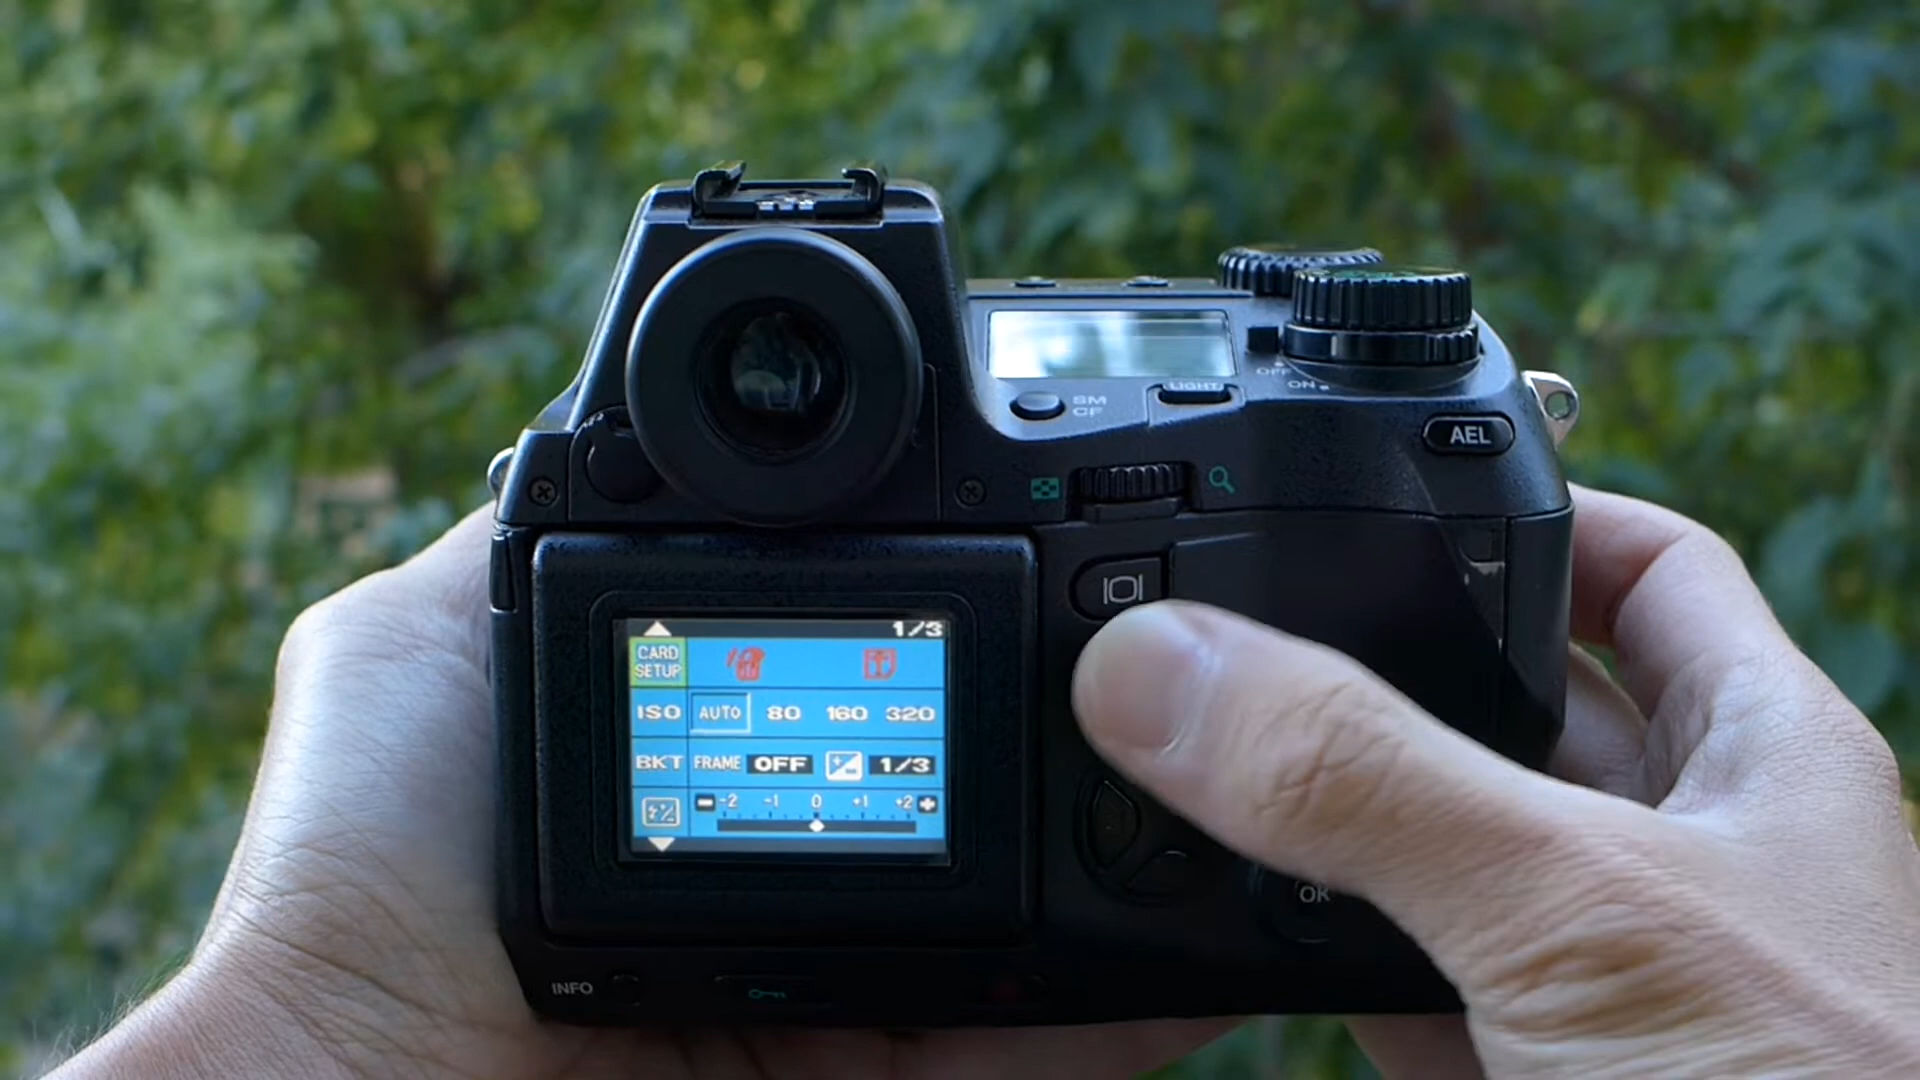 SM
CF
LIGHT
OFF
ON
AEL
1/3
CARD
SETUP
ISO AUTO 80 160 320
BKT FRAME OFF 1/3
-2 -1 0 +1 +2
OK
INFO